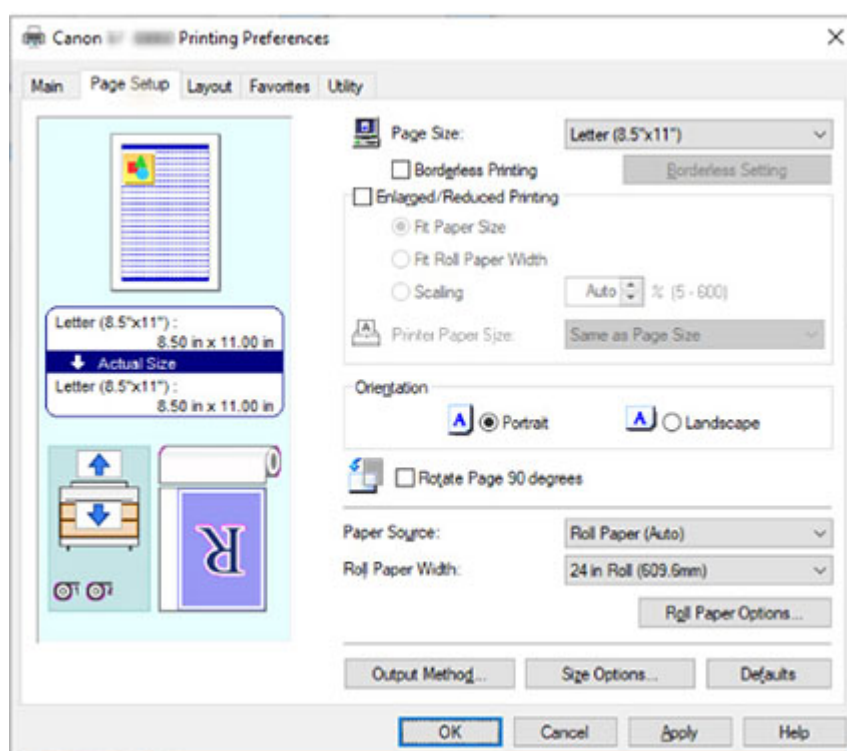 Canon Printing Preferences
Main Page Setup Layout Favorites Utility
Page Size: Letter (8.5"x11")
Borderless Printing Borderless Setting
Enlarged/Reduced Printing
Fit Paper Size
Fit Roll Paper Width
Scaling Auto % (5 - 600)
Printer Paper Size: Same as Page Size
Letter (8.5"x11") :
8.50 in x 11.00 in
Actual Size
Letter (8.5"x11") :
8.50 in x 11.00 in
Orientation
A Portrait A Landscape
Rotate Page 90 degrees
R
Paper Source: Roll Paper (Auto)
Roll Paper Width: 24 in Roll (609.6mm)
Roll Paper Options...
Output Method... Size Options... Defaults
OK Cancel Apply Help